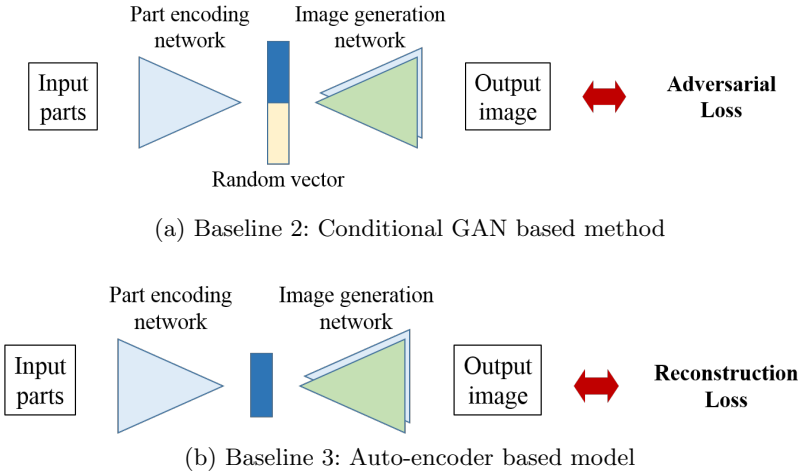 Part encoding
network
Image generation
network
Input
parts
Output
image
Adversarial
Loss
Random vector
(a) Baseline 2: Conditional GAN based method
Part encoding
network
Image generation
network
Input
parts
Output
image
Reconstruction
Loss
(b) Baseline 3: Auto-encoder based model